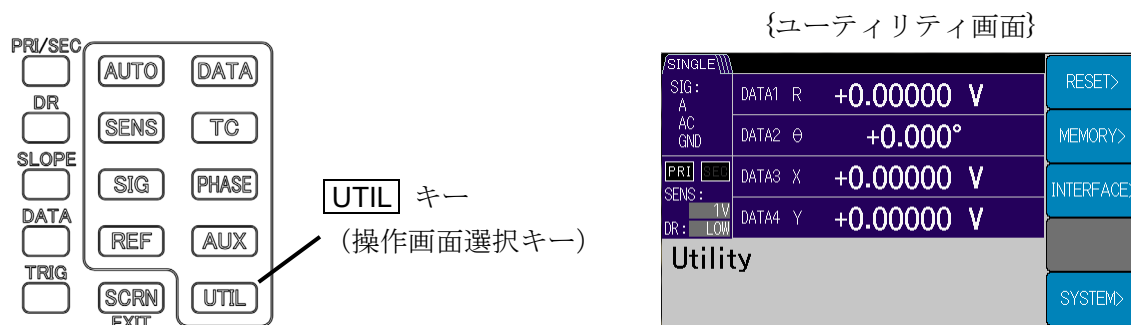 PRI/SEC
AUTO DATA
DR
SENS TC
SLOPE
SIG PHASE
DATA
REF AUX
TRIG
SCRN UTIL
EXIT
UTIL キー
（操作画面選択キー）
{ユーティリティ画面}
SINGLE
SIG:
A
AC
GND
PRI SEC
SENS:
1V
DR: LOW
DATA1 R +0.00000 V
DATA2 θ +0.000°
DATA3 X +0.00000 V
DATA4 Y +0.00000 V
Utility
RESET>
MEMORY>
INTERFACE>
SYSTEM>